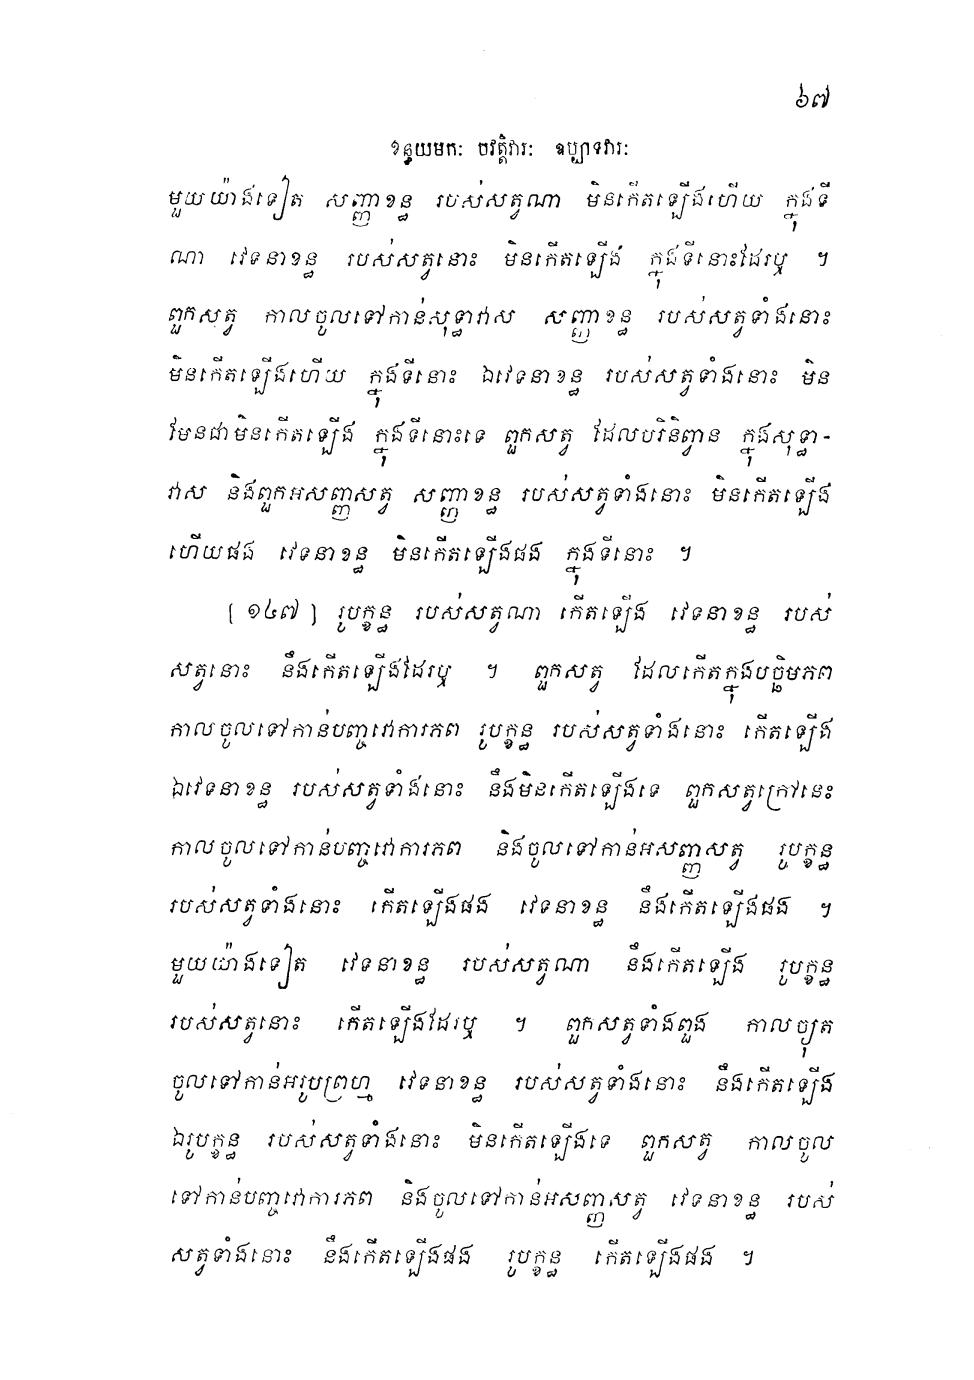 ៦៧
ខន្ធយមកៈ បវត្តិវារៈ ឧប្បាទវារៈ
មួយយ៉ាងទៀត សញ្ញាខន្ធ របស់សត្វណា មិនកើតឡើងហើយ ក្នុងទី
ណា វេទនាខន្ធ របស់សត្វនោះ មិនកើតឡើង ក្នុងទីនោះដែរឬ ។
ពួកសត្វ កាលចូលទៅកាន់សុទ្ធាវាស សញ្ញាខន្ធ របស់សត្វទាំងនោះ
មិនកើតឡើងហើយ ក្នុងទីនោះ ឯវេទនាខន្ធ របស់សត្វទាំងនោះ មិន
មែនជាមិនកើតឡើង ក្នុងទីនោះទេ ពួកសត្វ ដែលបរិនិព្វាន ក្នុងសុទ្ធា-
វាស និងពួកអសញ្ញសត្វ សញ្ញាខន្ធ របស់សត្វទាំងនោះ មិនកើតឡើង
ហើយផង វេទនាខន្ធ មិនកើតឡើងផង ក្នុងទីនោះ ។
[ ១៤៧ ] រូបក្ខន្ធ របស់សត្វណា កើតឡើង វេទនាខន្ធ របស់
សត្វនោះ នឹងកើតឡើងដែរឬ ។ ពួកសត្វ ដែលកើតក្នុងបច្ឆិមភព
កាលចូលទៅកាន់បញ្ចវោការភព រូបក្ខន្ធ របស់សត្វទាំងនោះ កើតឡើង
ឯវេទនាខន្ធ របស់សត្វទាំងនោះ នឹងមិនកើតឡើងទេ ពួកសត្វក្រៅនេះ
កាលចូលទៅកាន់បញ្ចវោការភព និងចូលទៅកាន់អសញ្ញសត្វ រូបក្ខន្ធ
របស់សត្វទាំងនោះ កើតឡើងផង វេទនាខន្ធ នឹងកើតឡើងផង ។
មួយយ៉ាងទៀត វេទនាខន្ធ របស់សត្វណា នឹងកើតឡើង រូបក្ខន្ធ
របស់សត្វនោះ កើតឡើងដែរឬ ។ ពួកសត្វទាំងពួង កាលច្យុត
ចូលទៅកាន់អរូបព្រហ្ម វេទនាខន្ធ របស់សត្វទាំងនោះ នឹងកើតឡើង
ឯរូបក្ខន្ធ របស់សត្វទាំងនោះ មិនកើតឡើងទេ ពួកសត្វ កាលចូល
ទៅកាន់បញ្ចវោការភព និងចូលទៅកាន់អសញ្ញសត្វ វេទនាខន្ធ របស់
សត្វទាំងនោះ នឹងកើតឡើងផង រូបក្ខន្ធ កើតឡើងផង ។